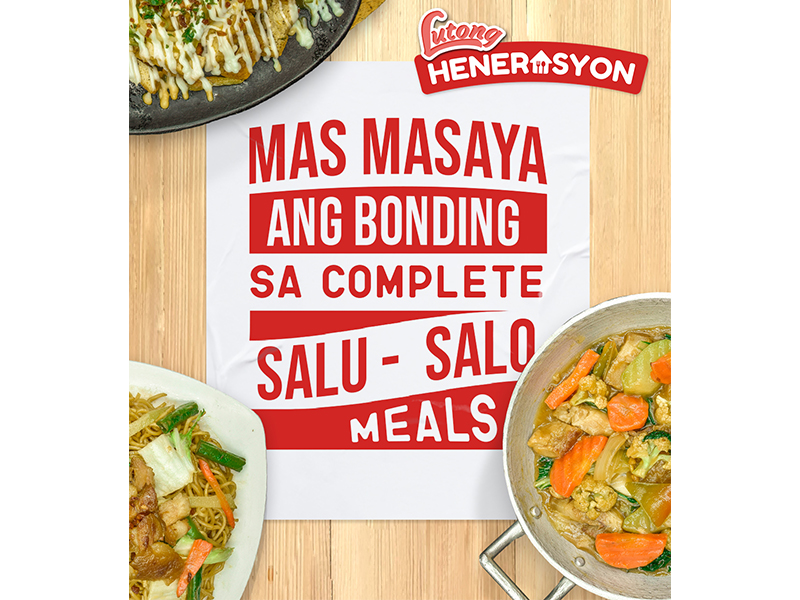 Lutong
HENERASYON
MAS MASAYA
ANG BONDING
SA COMPLETE
SALU - SALO
MEALS